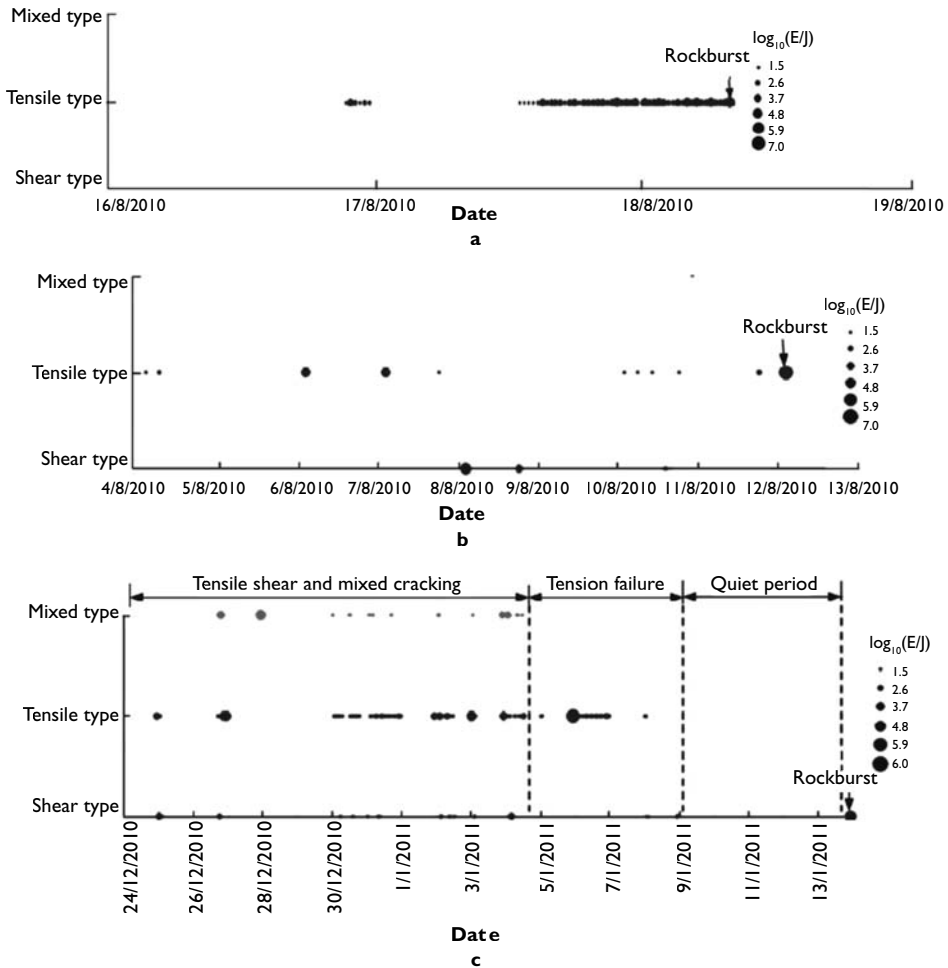 Mixed type
log10(E/J)
Rockburst
1.5
2.6
3.7
4.8
5.9
7.0
Tensile type
Shear type
16/8/2010 17/8/2010 18/8/2010 19/8/2010
Date
a
Mixed type
log10(E/J)
Rockburst
1.5
2.6
3.7
4.8
5.9
7.0
Tensile type
Shear type
4/8/2010 5/8/2010 6/8/2010 7/8/2010 8/8/2010 9/8/2010 10/8/2010 11/8/2010 12/8/2010 13/8/2010
Date
b
Tensile shear and mixed cracking Tension failure Quiet period
Mixed type
log10(E/J)
1.5
2.6
3.7
4.8
5.9
6.0
Tensile type
Rockburst
Shear type
24/12/2010 26/12/2010 28/12/2010 30/12/2010 1/1/2011 3/1/2011 5/1/2011 7/1/2011 9/1/2011 11/1/2011 13/1/2011
Date
c